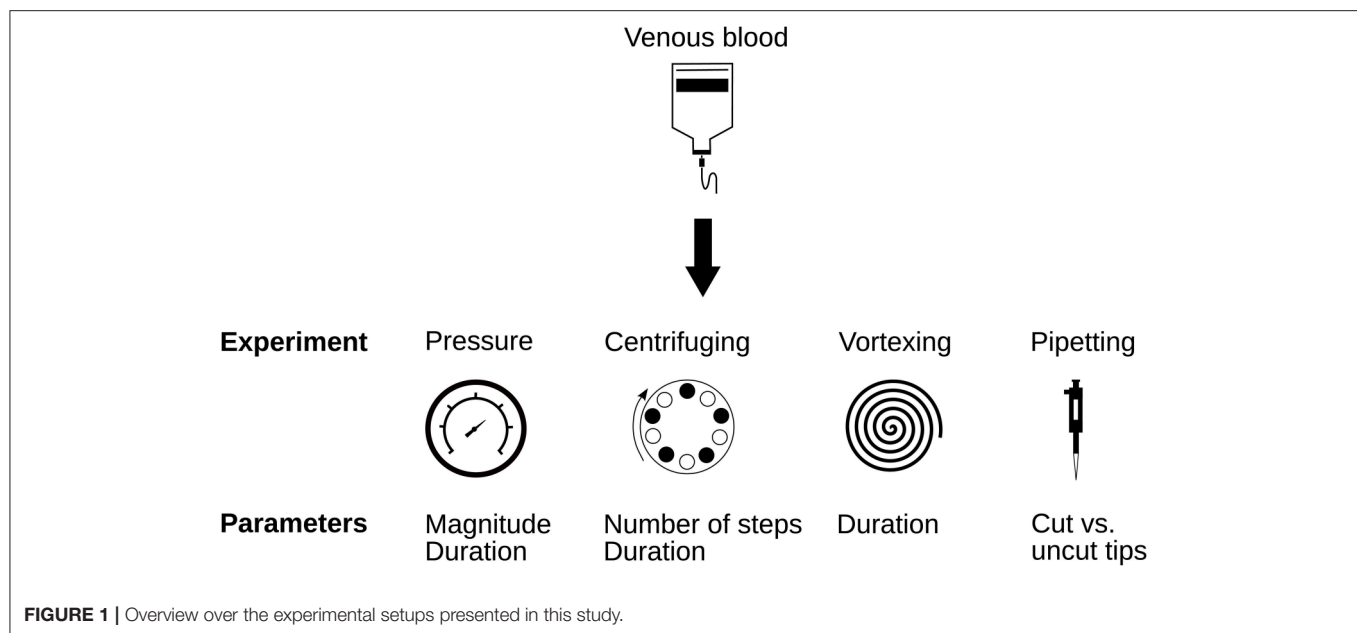 Venous blood
Experiment Pressure Centrifuging Vortexing Pipetting
Parameters Magnitude Number of steps Duration Cut vs.
Duration Duration uncut tips
FIGURE 1 | Overview over the experimental setups presented in this study.